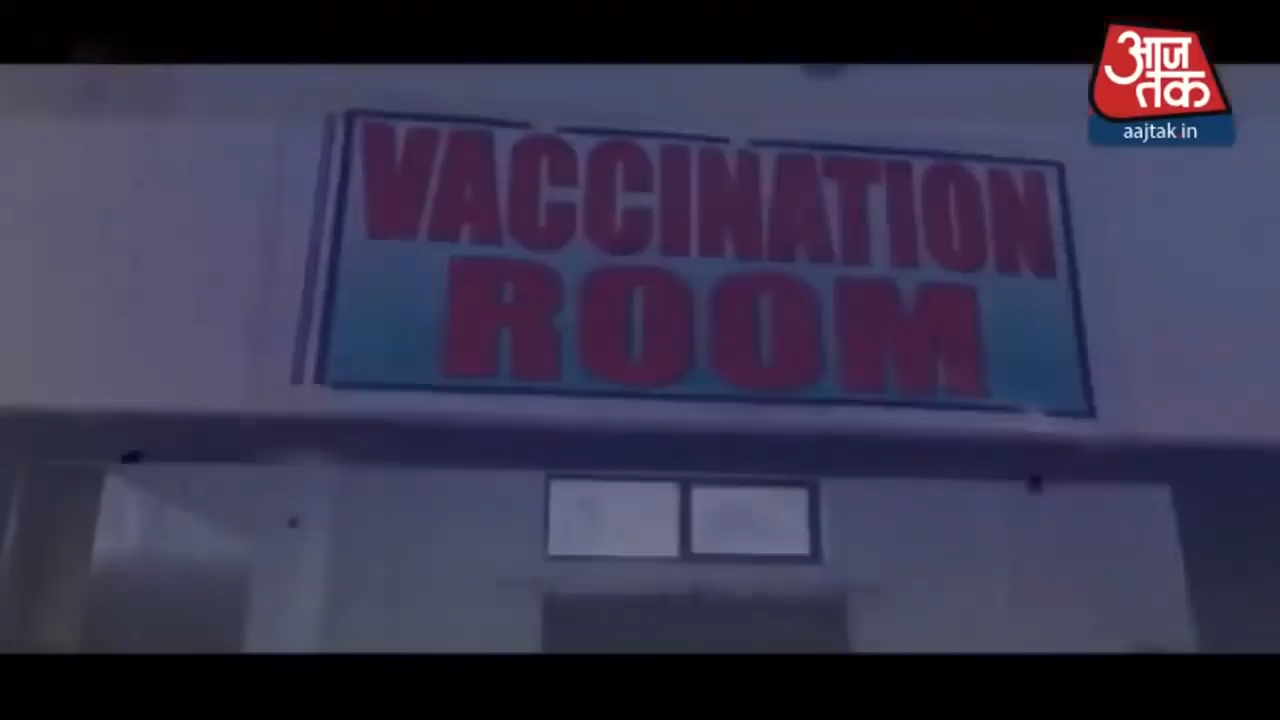 आज
तक
aajtak.in
VACCINATION
ROOM